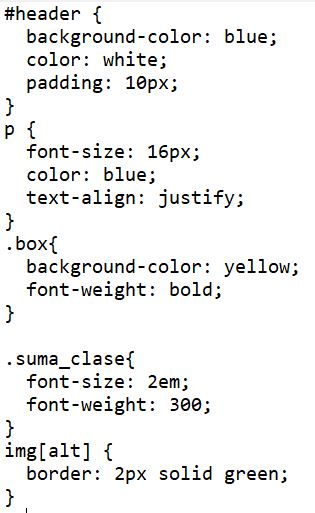 #header {
  background-color: blue;
  color: white;
  padding: 10px;
}
p {
  font-size: 16px;
  color: blue;
  text-align: justify;
}
.box{
  background-color: yellow;
  font-weight: bold;
}

.suma_clase{
  font-size: 2em;
  font-weight: 300;
}
img[alt] {
  border: 2px solid green;
}